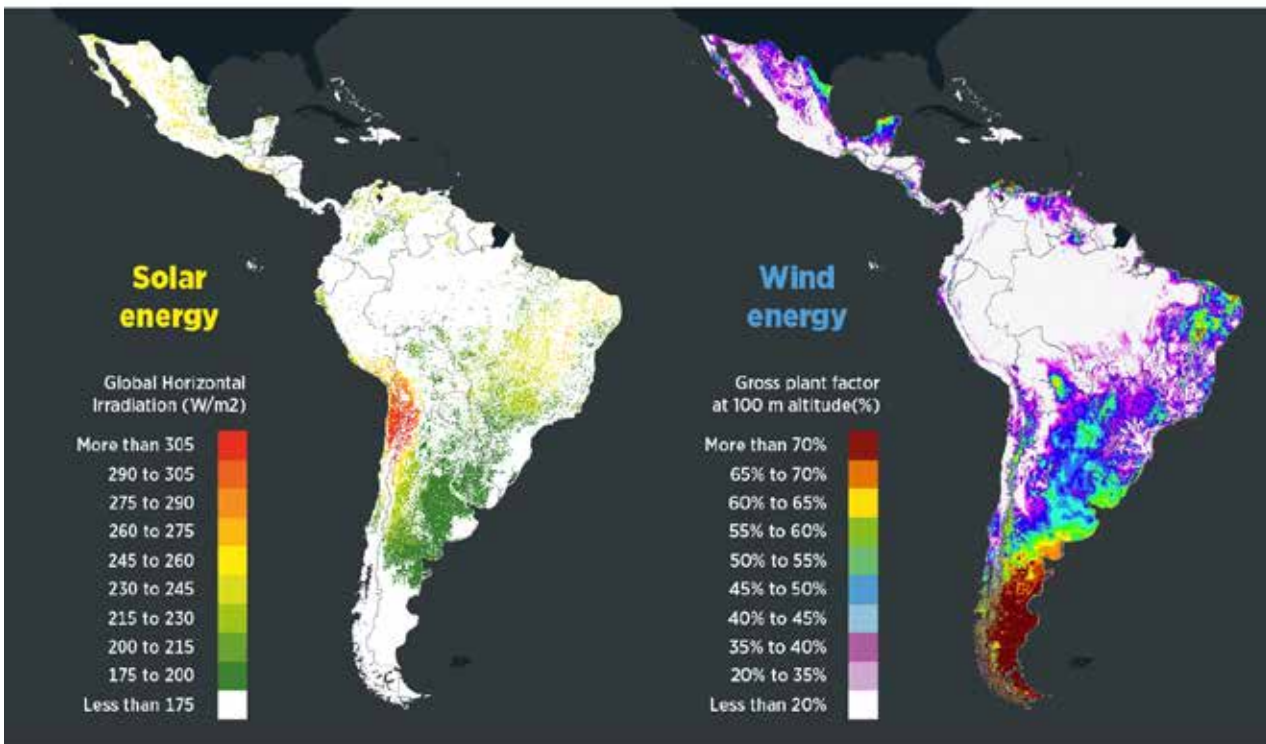 Solar
energy
Global Horizontal
Irradiation (W/m2)
More than 305
290 to 305
275 to 290
260 to 275
245 to 260
230 to 245
215 to 230
200 to 215
175 to 200
Less than 175
Wind
energy
Gross plant factor
at 100 m altitude(%)
More than 70%
65% to 70%
60% to 65%
55% to 60%
50% to 55%
45% to 50%
40% to 45%
35% to 40%
20% to 35%
Less than 20%